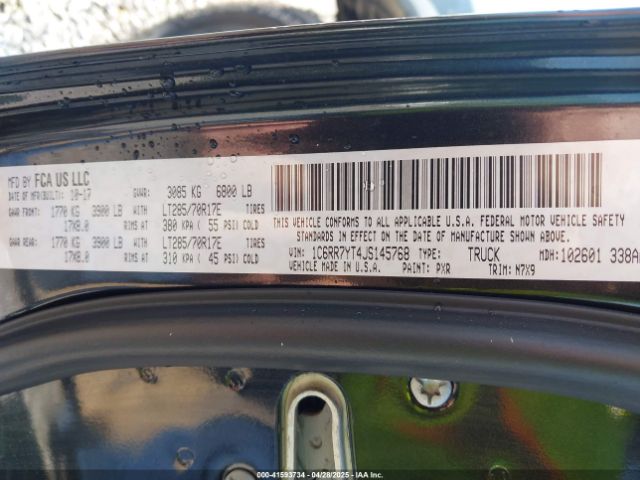 MFD BY FCA US LLC
DATE OF MFR(BUILT): 10-17
GVWR: 3085 KG 6800 LB
GAWR FRONT: 1770 KG 3900 LB WITH LT285/70R17E TIRES
17X8.0 RIMS AT 380 KPA ( 55 PSI) COLD
GAWR REAR: 1770 KG 3900 LB WITH LT285/70R17E TIRES
17X8.0 RIMS AT 310 KPA ( 45 PSI) COLD
THIS VEHICLE CONFORMS TO ALL APPLICABLE U.S.A. FEDERAL MOTOR VEHICLE SAFETY
STANDARDS IN EFFECT ON THE DATE OF MANUFACTURE SHOWN ABOVE.
VIN: 1C6RR7YT4JS145768 TYPE: TRUCK MDH: 102601 338A
VEHICLE MADE IN U.S.A. PAINT: PXR TRIM: N7X9
000-41593734 04/28/2025 IAA Inc.